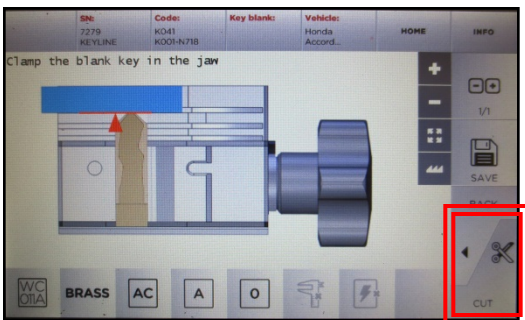 SN: Code: Key blank: Vehicle:
7279 K041 Honda HOME INFO
KEYLINE K001-N718 Accord...
Clamp the blank key in the jaw
1/1
SAVE
BACK
CUT
WC
011A
BRASS AC A 0